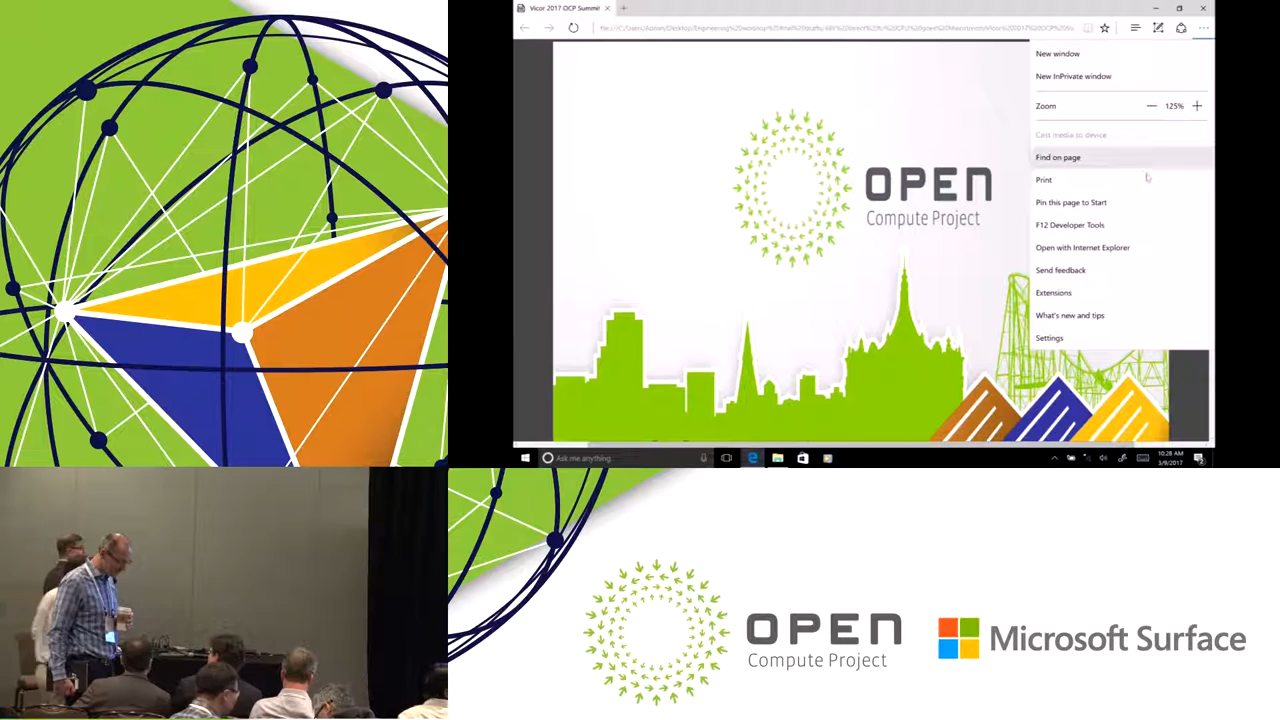 Vicor 2017 OCP Summit
New window
New InPrivate window
Zoom
125%
Cast media to device
Find on page
Print
Pin this page to Start
F12 Developer Tools
Open with Internet Explorer
Send feedback
Extensions
What's new and tips
Settings
OPEN
Compute Project
Ask me anything
10:28 AM
3/9/2017
OPEN
Compute Project
Microsoft Surface